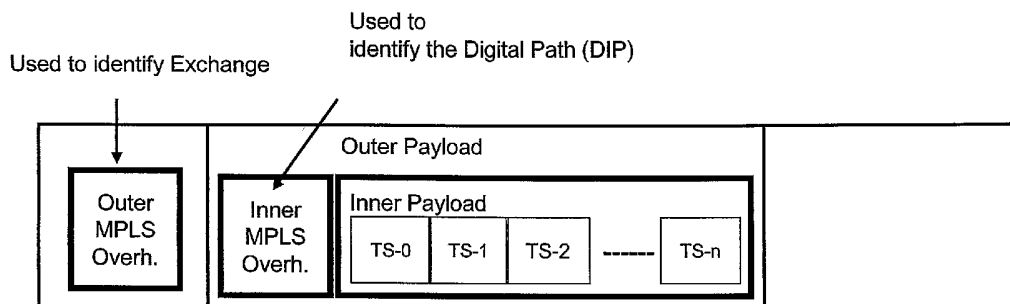 Used to
identify the Digital Path (DIP)
Used to identify Exchange
Outer Payload
Outer
MPLS
Overh.
Inner
MPLS
Overh.
Inner Payload
TS-0 TS-1 TS-2 ------ TS-n